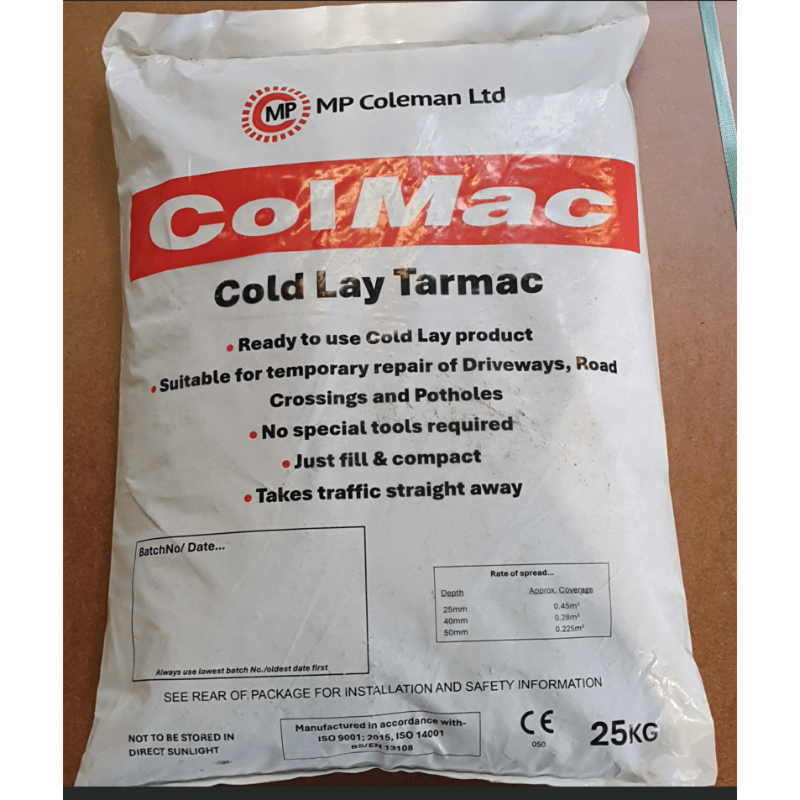 MP MP Coleman Ltd
ColMac
Cold Lay Tarmac
• Ready to use Cold Lay product
• Suitable for temporary repair of Driveways, Road
Crossings and Potholes
• No special tools required
• Just fill & compact
• Takes traffic straight away
BatchNo/ Date...
Always use lowest batch No./oldest date first
Rate of spread...
Depth Approx. Coverage
25mm 0.45m²
40mm 0.28m²
50mm 0.225m²
SEE REAR OF PACKAGE FOR INSTALLATION AND SAFETY INFORMATION
NOT TO BE STORED IN
DIRECT SUNLIGHT
Manufactured in accordance with-
ISO 9001; 2015, ISO 14001
BS/EN 13108
CE
050
25KG